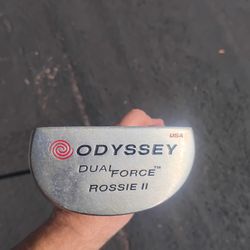 USA
ODYSSEY
DUAL FORCE™
ROSSIE II